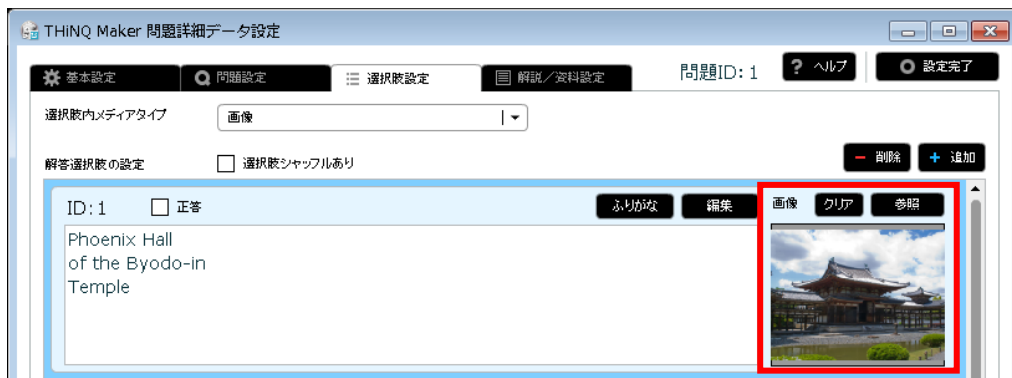 THiNQ Maker 問題詳細データ設定
基本設定
問題設定
選択肢設定
解説／資料設定
問題ID: 1
? ヘルプ
設定完了
選択肢内メディアタイプ
画像
解答選択肢の設定
選択肢シャッフルあり
削除
追加
ID:1
正答
ふりがな
編集
画像
クリア
参照
Phoenix Hall
of the Byodo-in
Temple